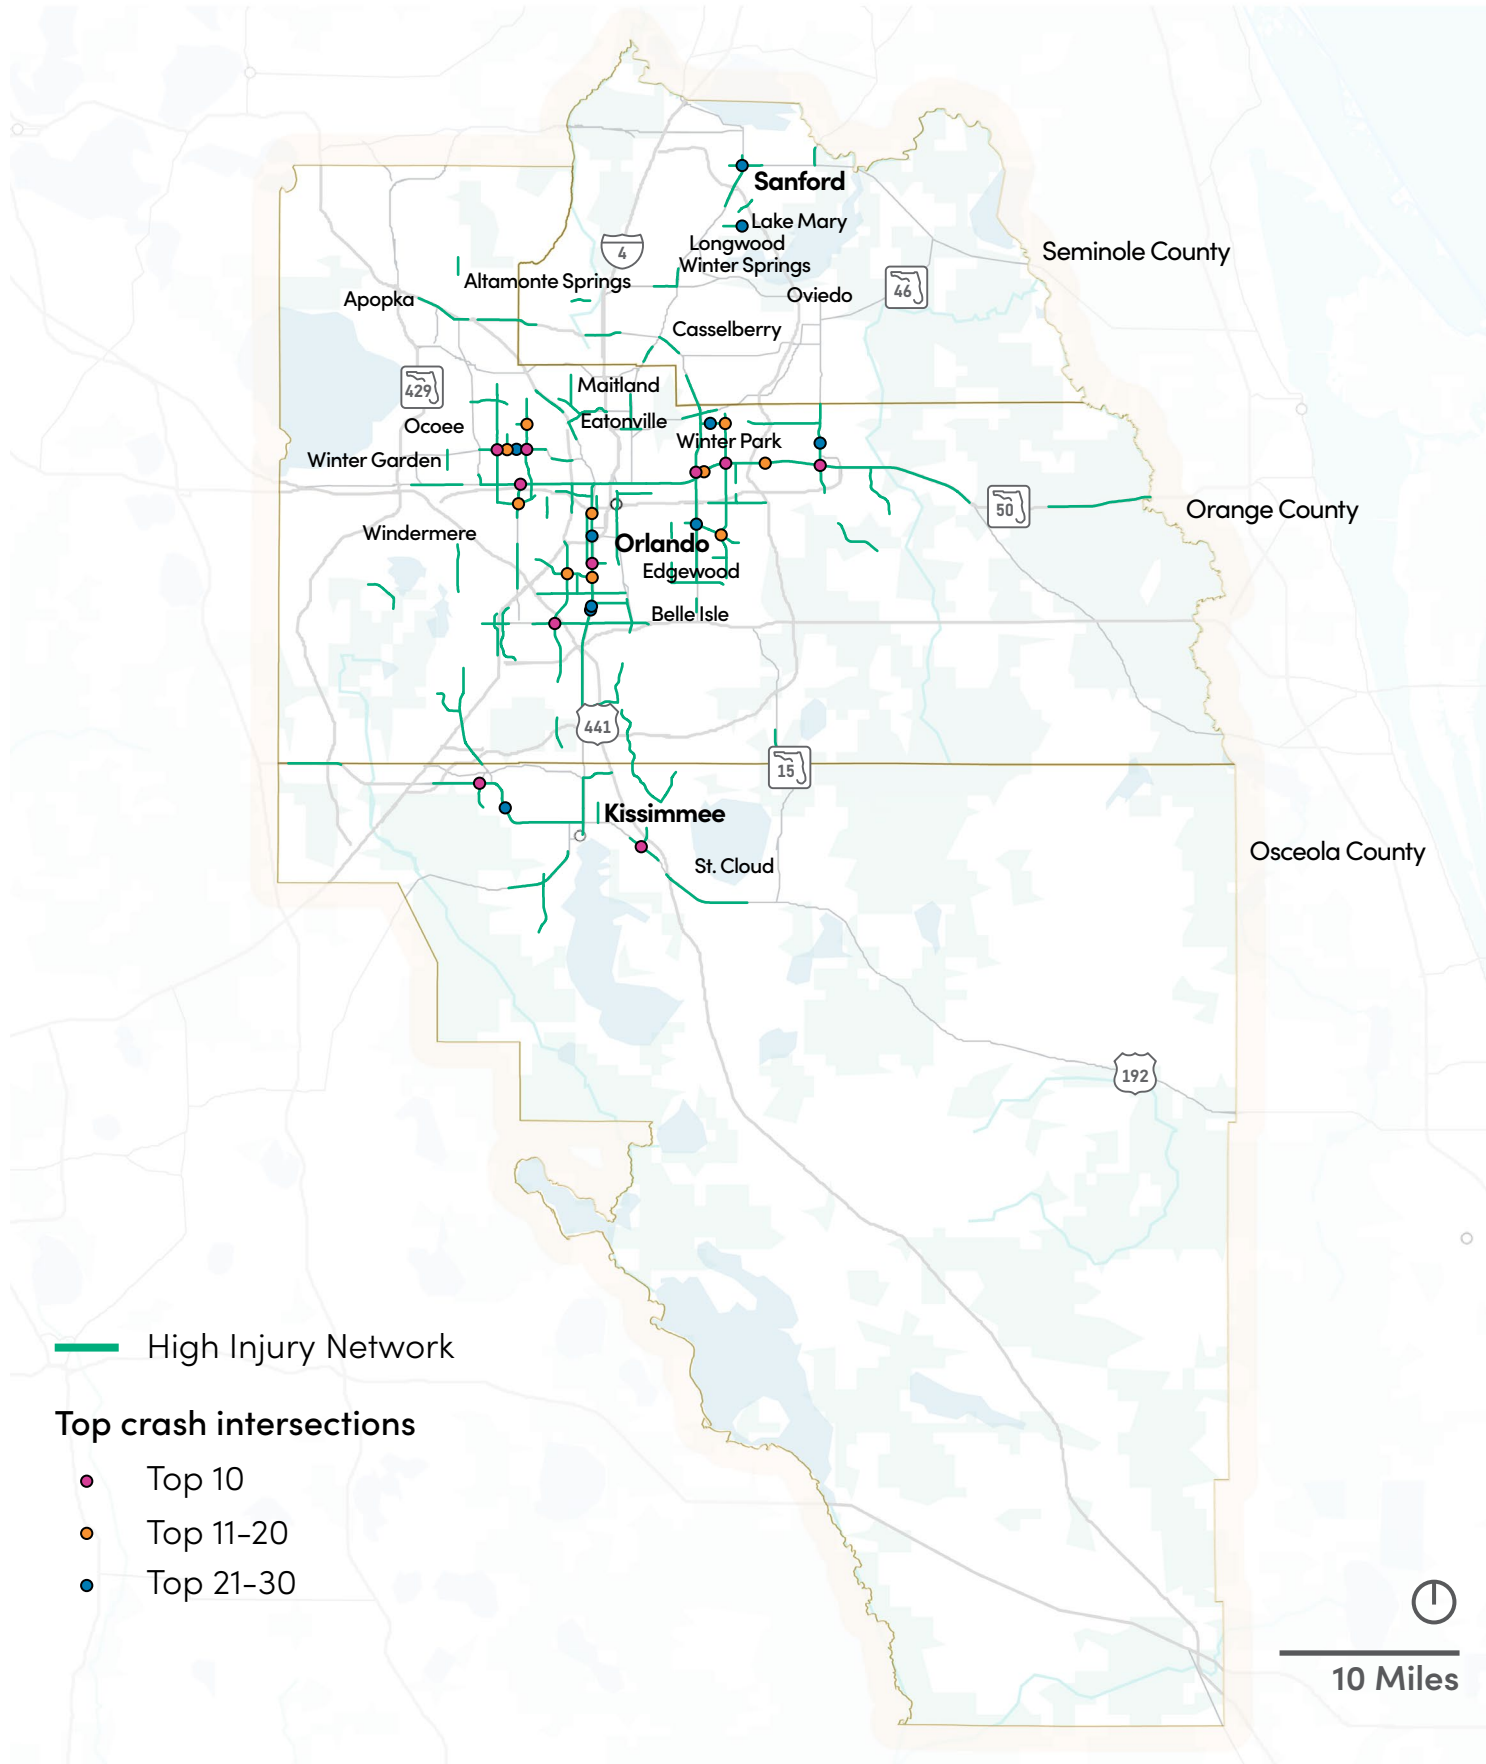 Sanford
Lake Mary
Longwood
4
Seminole County
Winter Springs
Altamonte Springs
46
Oviedo
Apopka
Casselberry
Maitland
429
Eatonville
Ocoee
Winter Park
Winter Garden
50
Orange County
Windermere
Orlando
Edgewood
Belle Isle
441
15
Kissimmee
Osceola County
St. Cloud
192
High Injury Network
Top crash intersections
Top 10
Top 11-20
Top 21-30
10 Miles